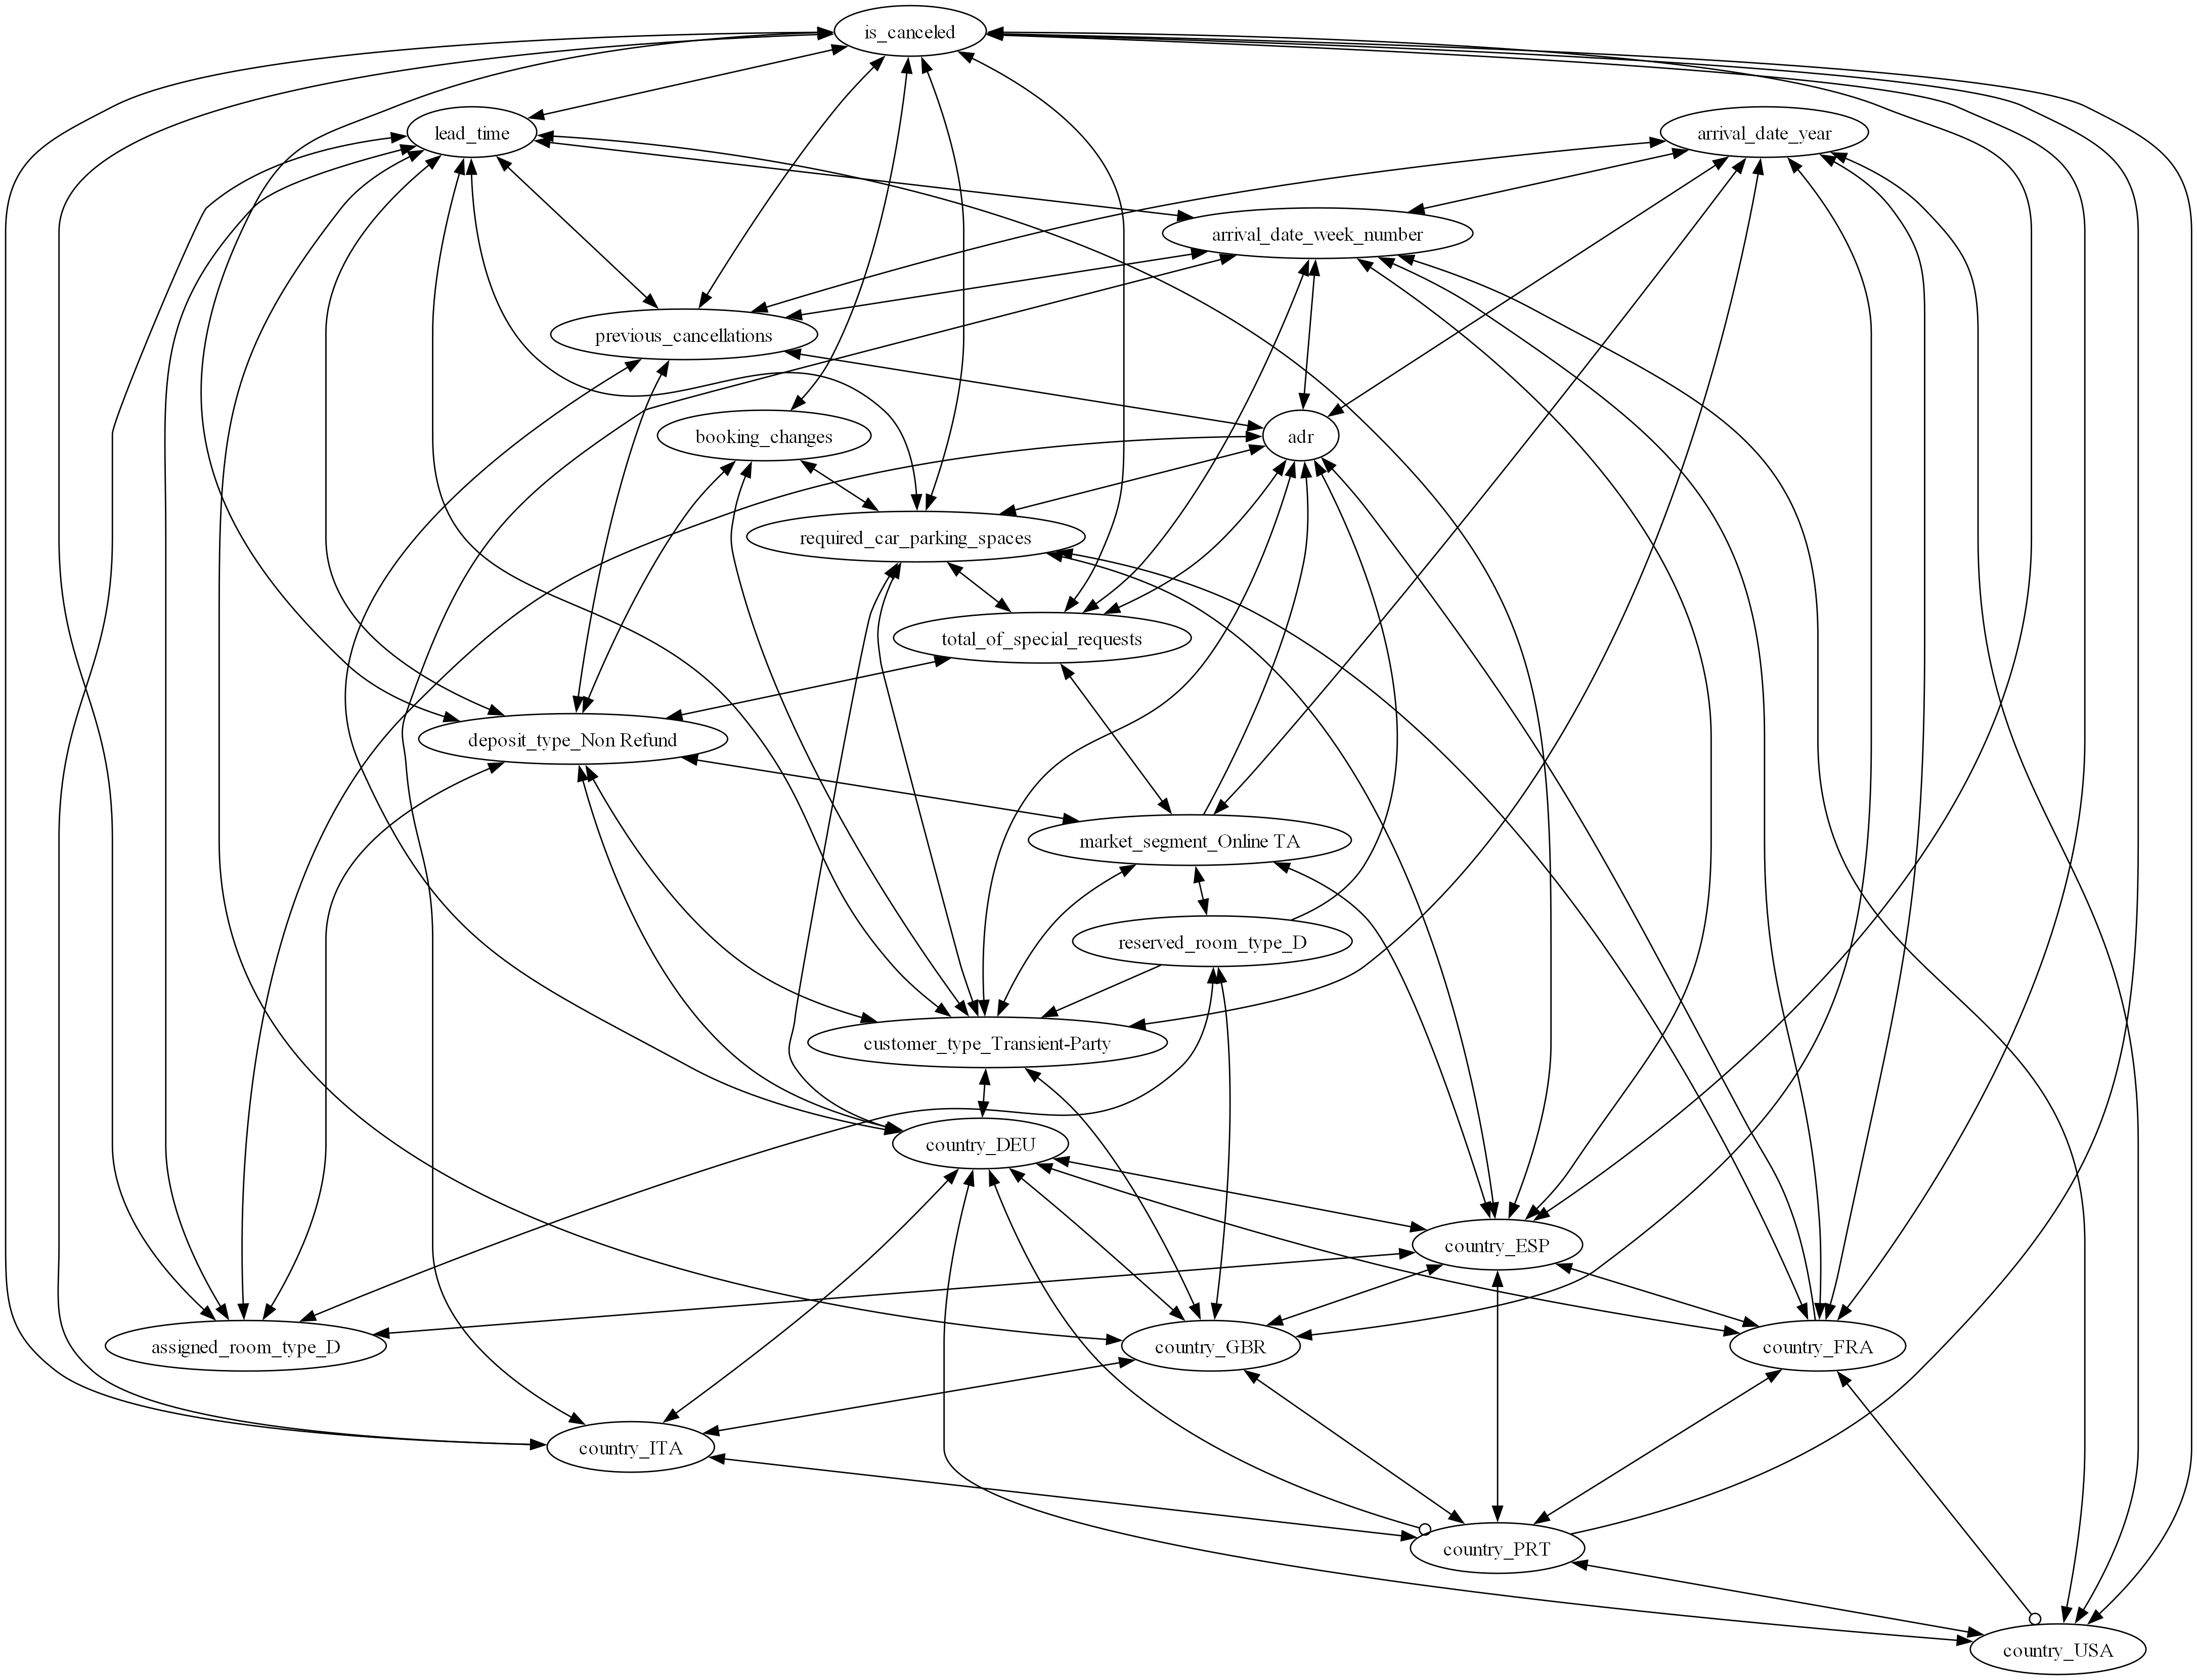 is_canceled
lead_time
arrival_date_year
arrival_date_week_number
previous_cancellations
booking_changes
adr
required_car_parking_spaces
total_of_special_requests
deposit_type_Non Refund
market_segment_Online TA
reserved_room_type_D
customer_type_Transient-Party
country_DEU
country_ESP
assigned_room_type_D
country_GBR
country_FRA
country_ITA
country_PRT
country_USA